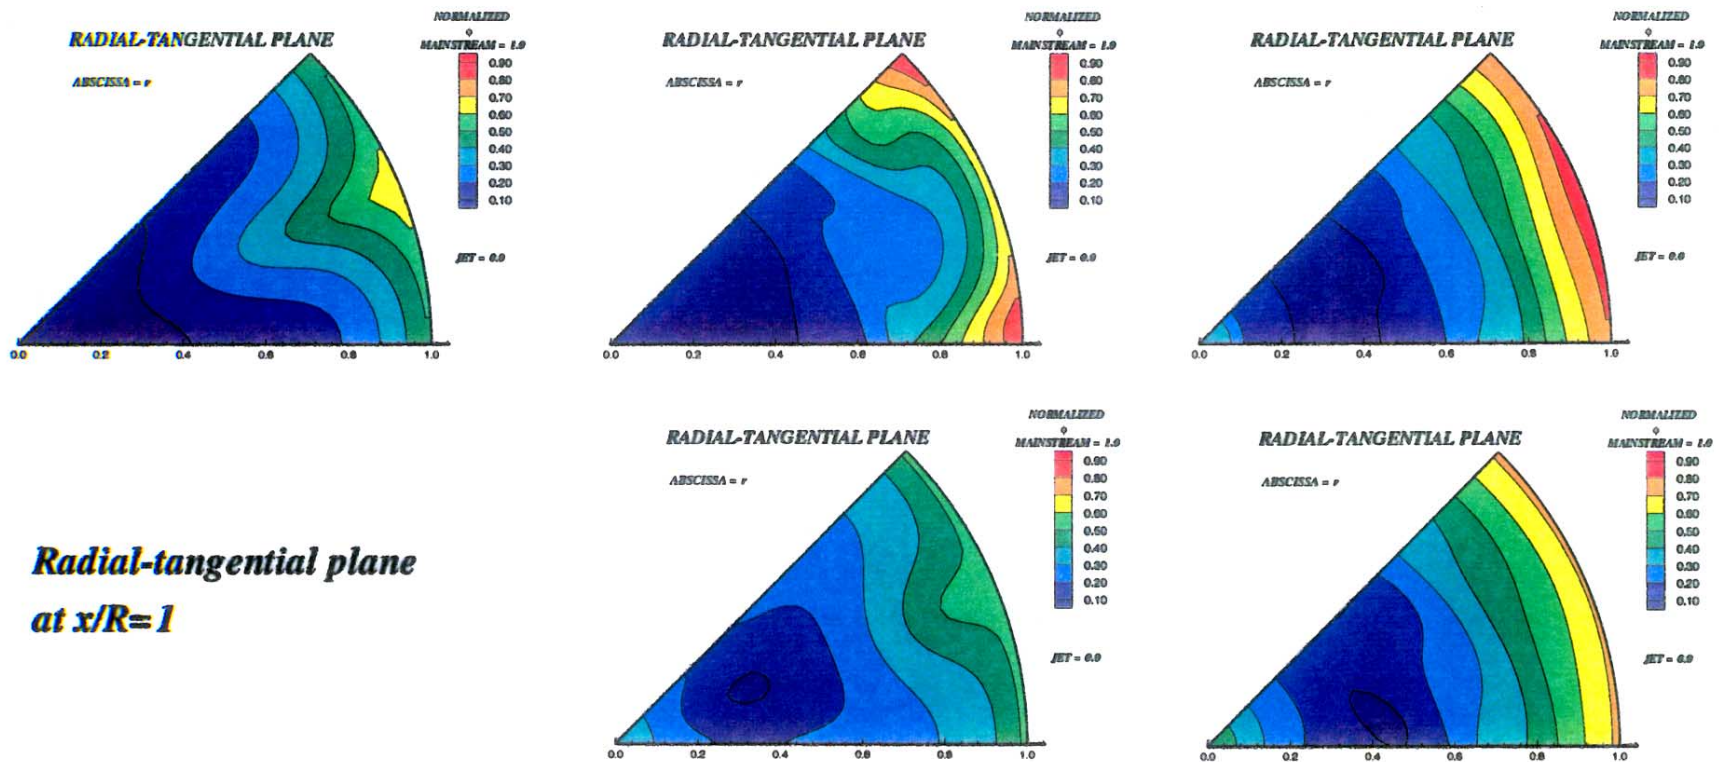 NORMALIZED
φ
RADIAL-TANGENTIAL PLANE
MAINSTREAM = 1.0
ABSCISSA = r
0.90
0.80
0.70
0.60
0.50
0.40
0.30
0.20
0.10
JET = 0.0
0.0 0.2 0.4 0.6 0.8 1.0
NORMALIZED
φ
RADIAL-TANGENTIAL PLANE
MAINSTREAM = 1.0
ABSCISSA = r
0.90
0.80
0.70
0.60
0.50
0.40
0.30
0.20
0.10
JET = 0.0
0.0 0.2 0.4 0.6 0.8 1.0
NORMALIZED
φ
RADIAL-TANGENTIAL PLANE
MAINSTREAM = 1.0
ABSCISSA = r
0.90
0.80
0.70
0.60
0.50
0.40
0.30
0.20
0.10
JET = 0.0
0.0 0.2 0.4 0.6 0.8 1.0
Radial-tangential plane
at x/R=1
NORMALIZED
φ
RADIAL-TANGENTIAL PLANE
MAINSTREAM = 1.0
ABSCISSA = r
0.90
0.80
0.70
0.60
0.50
0.40
0.30
0.20
0.10
JET = 0.0
0.0 0.2 0.4 0.6 0.8 1.0
NORMALIZED
φ
RADIAL-TANGENTIAL PLANE
MAINSTREAM = 1.0
ABSCISSA = r
0.90
0.80
0.70
0.60
0.50
0.40
0.30
0.20
0.10
JET = 0.0
0.0 0.2 0.4 0.6 0.8 1.0